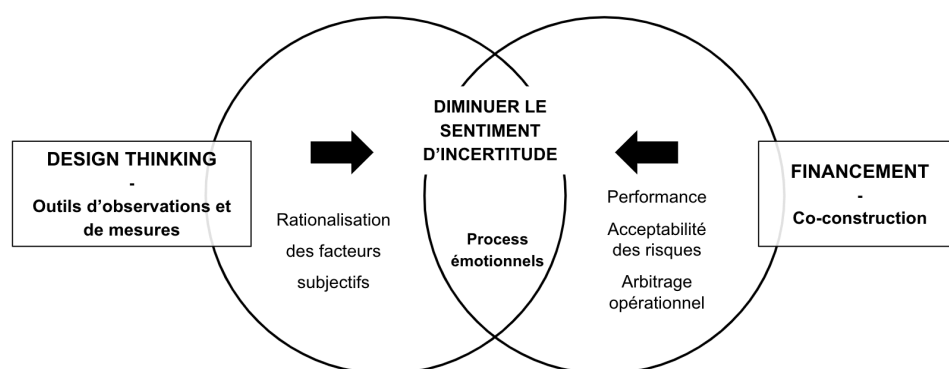 DESIGN THINKING
-
Outils d'observations et
de mesures
Rationalisation
des facteurs
subjectifs
DIMINUER LE
SENTIMENT
D'INCERTITUDE
Process
émotionnels
Performance
Acceptabilité
des risques
Arbitrage
opérationnel
FINANCEMENT
-
Co-construction